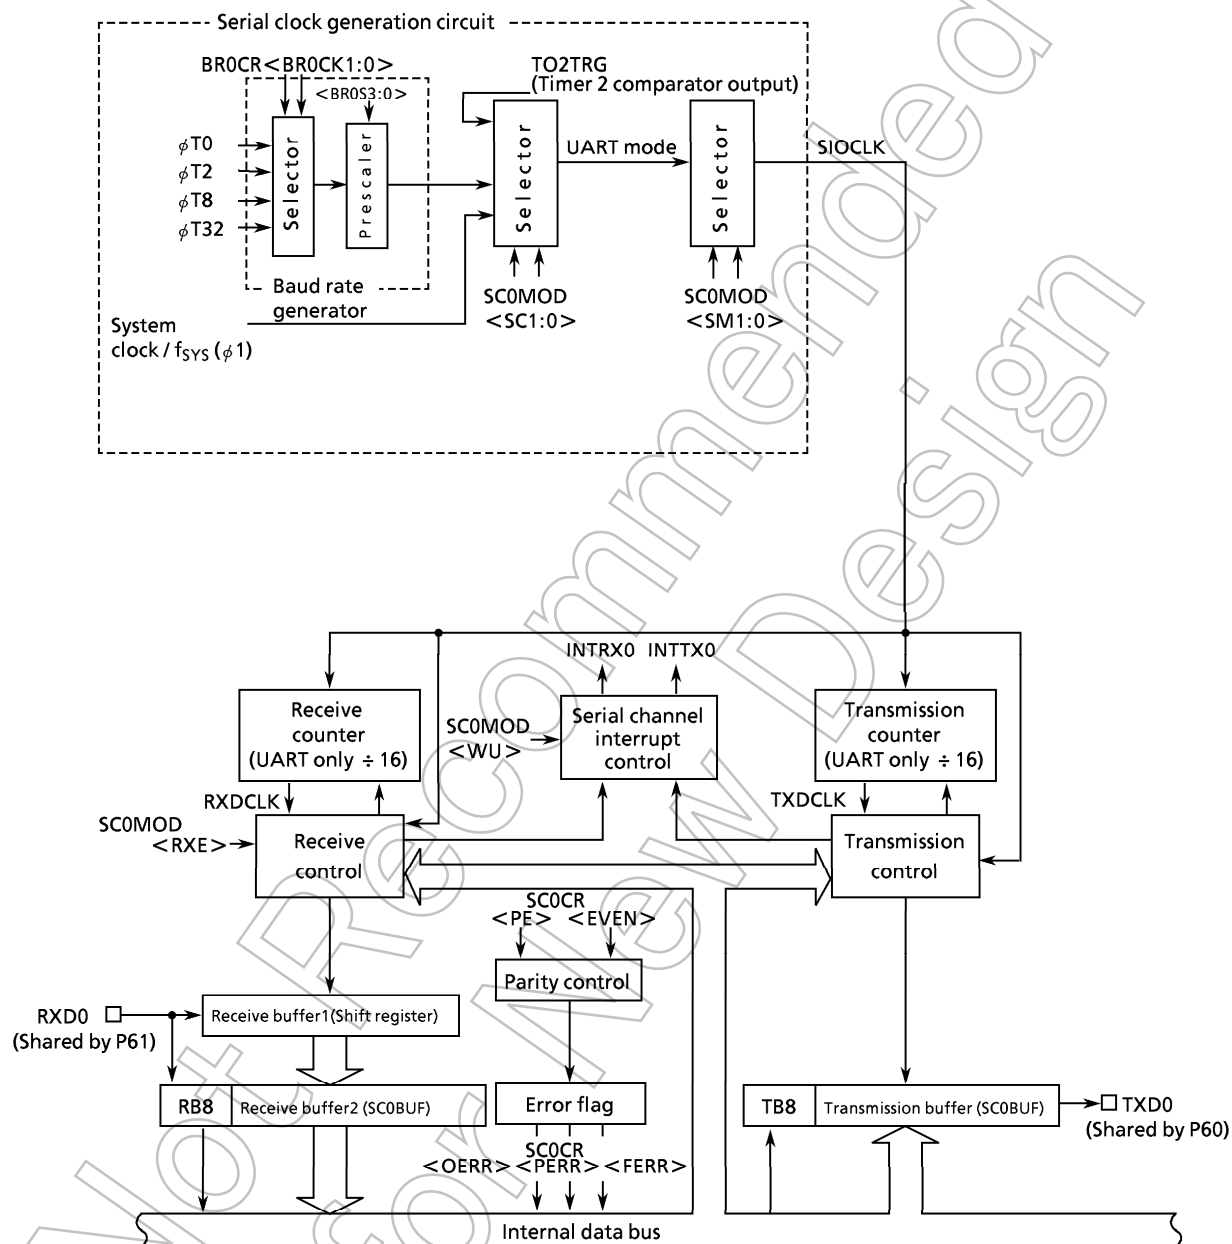 Serial clock generation circuit
BR0CR<BR0CK1:0>
<BR0S3:0>
TO2TRG
(Timer 2 comparator output)
ϕT0
ϕT2
ϕT8
ϕT32
Selector
Prescaler
Selector
UART mode
Selector
SIOCLK
Baud rate
generator
SC0MOD
<SC1:0>
SC0MOD
<SM1:0>
System
clock / fSYS (ϕ1)
INTRX0 INTTX0
Receive
counter
(UART only ÷ 16)
SC0MOD
<WU>
Serial channel
interrupt
control
Transmission
counter
(UART only ÷ 16)
RXDCLK
TXDCLK
SC0MOD
<RXE>
Receive
control
Transmission
control
SC0CR
<PE> <EVEN>
Parity control
RXD0
(Shared by P61)
Receive buffer1(Shift register)
RB8
Receive buffer2 (SC0BUF)
Error flag
TB8
Transmission buffer (SC0BUF)
TXD0
(Shared by P60)
SC0CR
<OERR> <PERR> <FERR>
Internal data bus
Not Recommended
for New Design